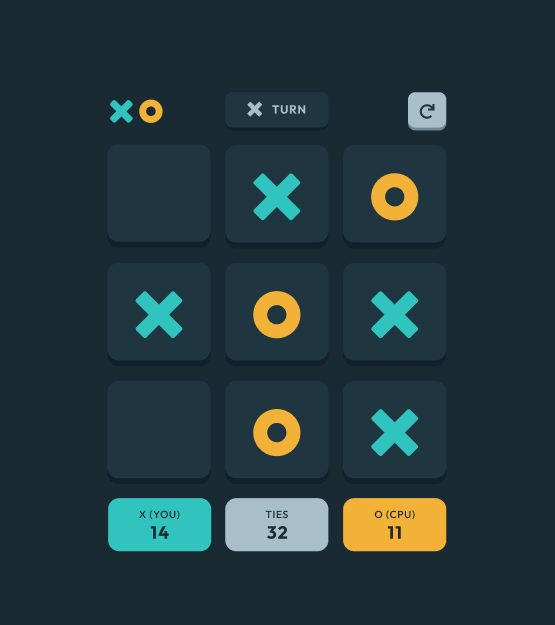 TURN
X (YOU)
14
TIES
32
O (CPU)
11